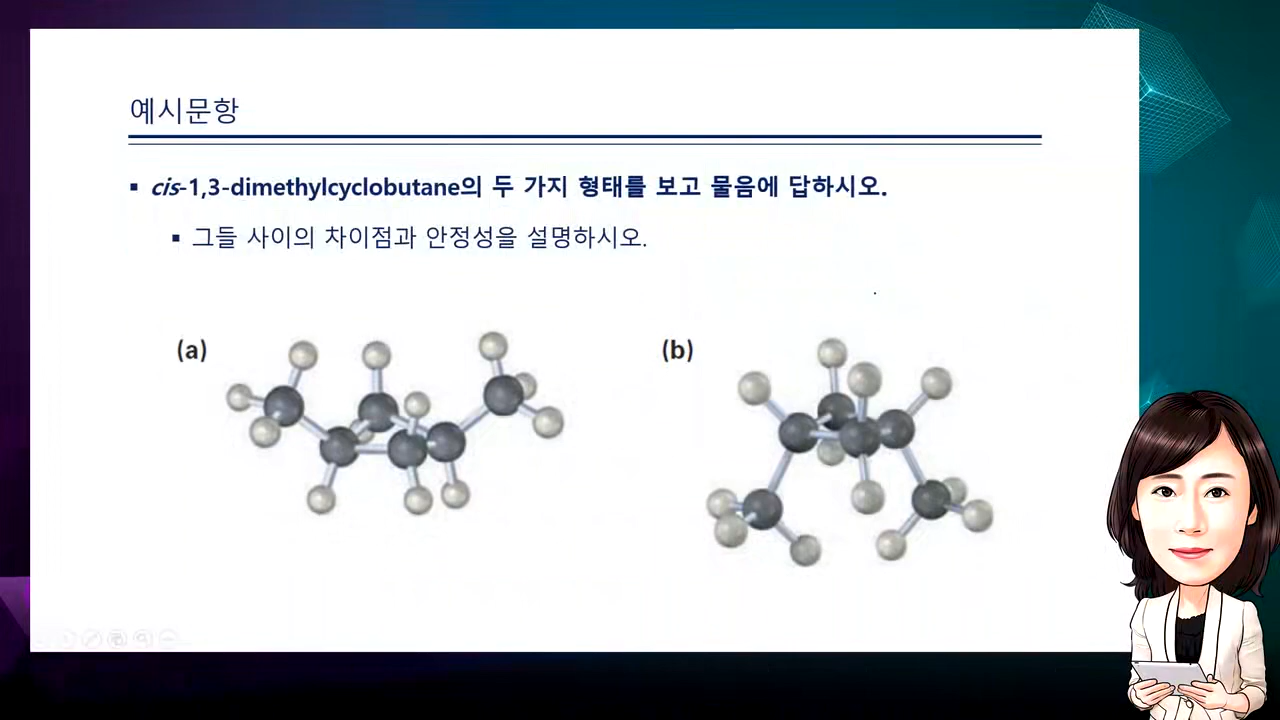 예시문항
▪ cis-1,3-dimethylcyclobutane의 두 가지 형태를 보고 물음에 답하시오.
▪ 그들 사이의 차이점과 안정성을 설명하시오.
(a) (b)